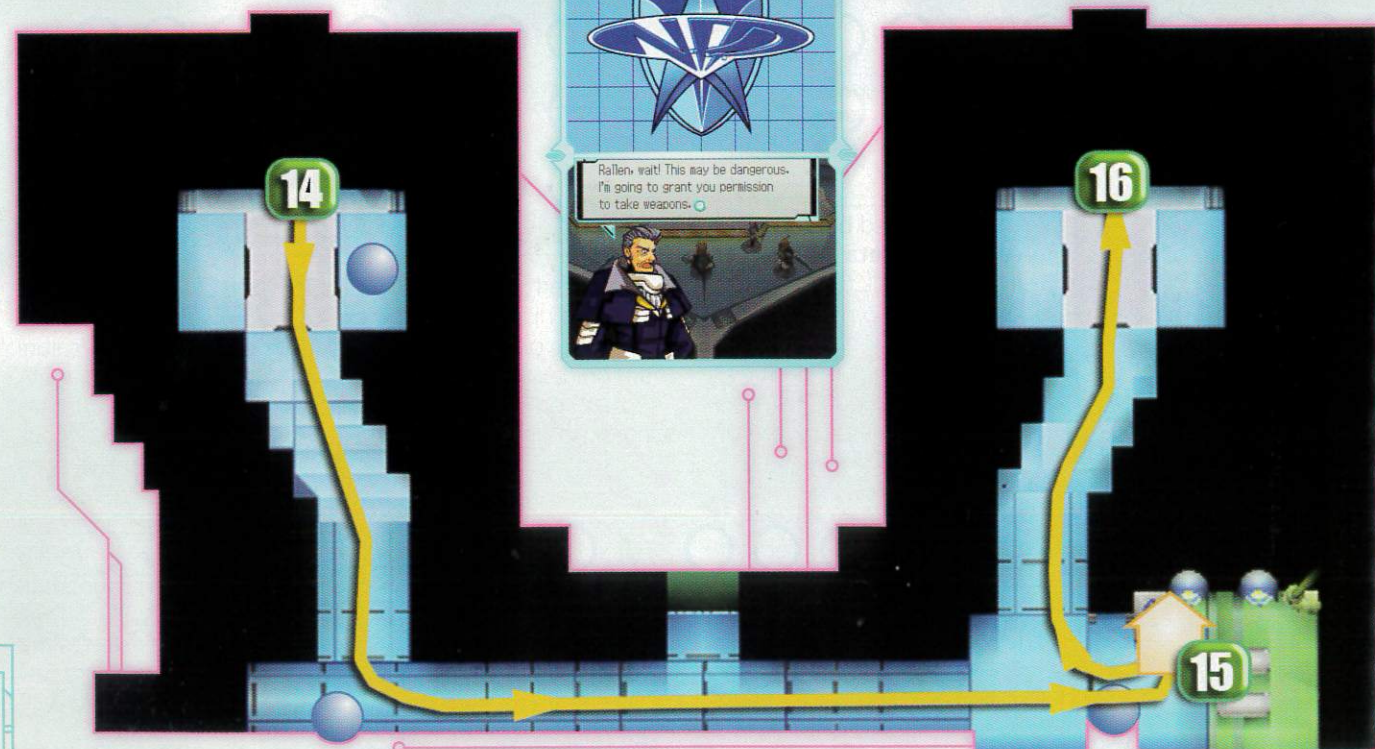 14
Rallen, wait! This may be dangerous.
I'm going to grant you permission
to take weapons.
16
15